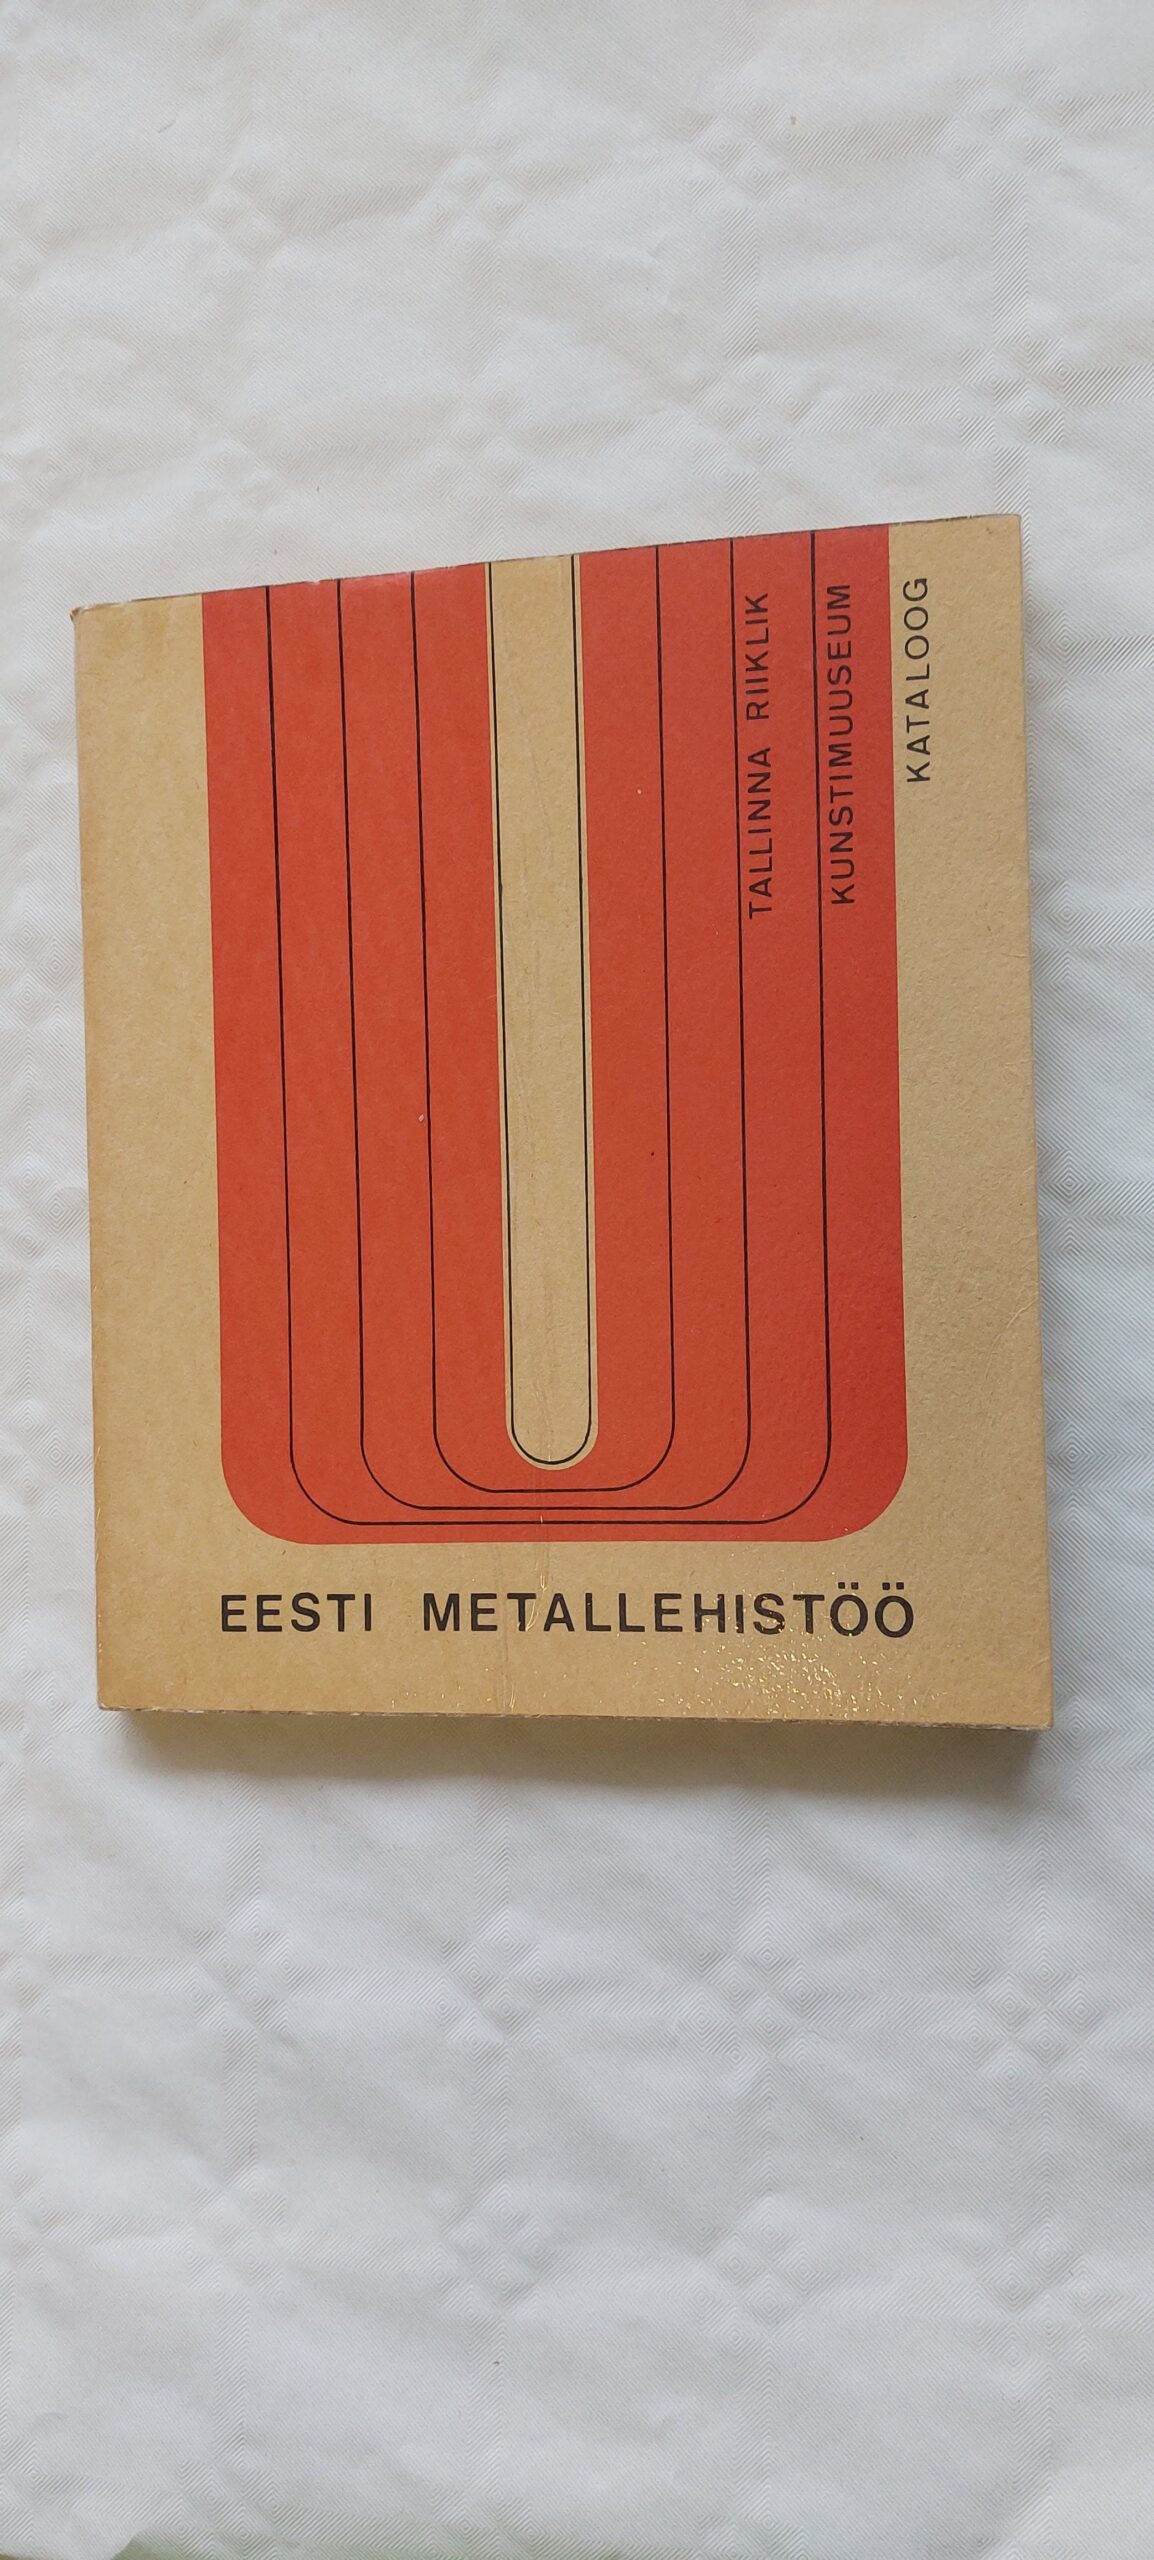 TALLINNA RIIKLIK
KUNSTIMUUSEUM
KATALOOG
EESTI METALLEHISTÖÖ